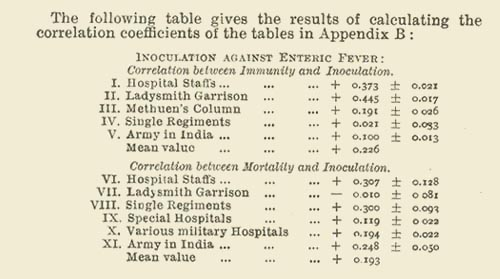 The following table gives the results of calculating the
correlation coefficients of the tables in Appendix B :
INOCULATION AGAINST ENTERIC FEVER:
Correlation between Immunity and Inoculation.
I. Hospital Staffs ... ... ... + 0.373 ± 0.021
II. Ladysmith Garrison ... ... + 0.445 ± 0.017
III. Methuen's Column ... ... + 0.191 ± 0 026
IV. Single Regiments ... ... + 0.021 ± 0.033
V. Army in India ... ... ... + 0.100 ± 0.013
Mean value ... ... + 0.226
Correlation between Mortality and Inoculation.
VI. Hospital Staffs ... ... ... + 0.307 ± 0.128
VII. Ladysmith Garrison ... ... − 0.010 ± 0 081
VIII. Single Regiments ... ... + 0.300 ± 0.093
IX. Special Hospitals ... ... + 0.119 ± 0 022
X. Various military Hospitals ... + 0.194 ± 0.022
XI. Army in India ... ... ... + 0.248 ± 0.050
Mean value ... ... + 0.193